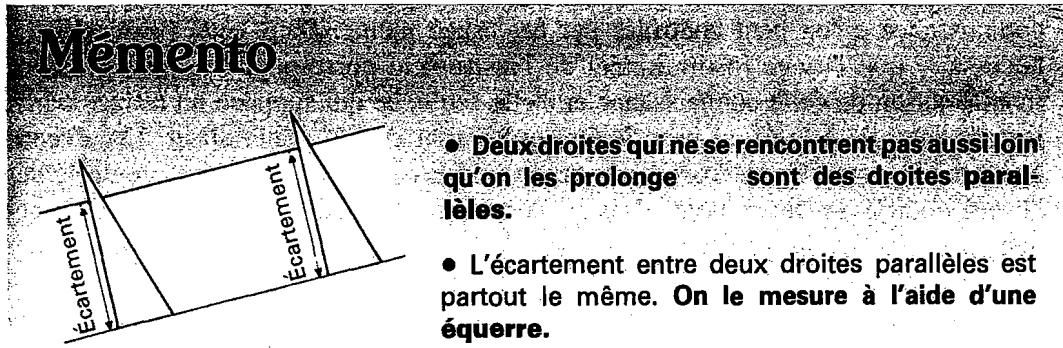 Mémento
Écartement
Écartement
• Deux droites qui ne se rencontrent pas aussi loin
qu'on les prolonge sont des droites paral-
lèles.
• L'écartement entre deux droites parallèles est
partout le même. On le mesure à l'aide d'une
équerre.